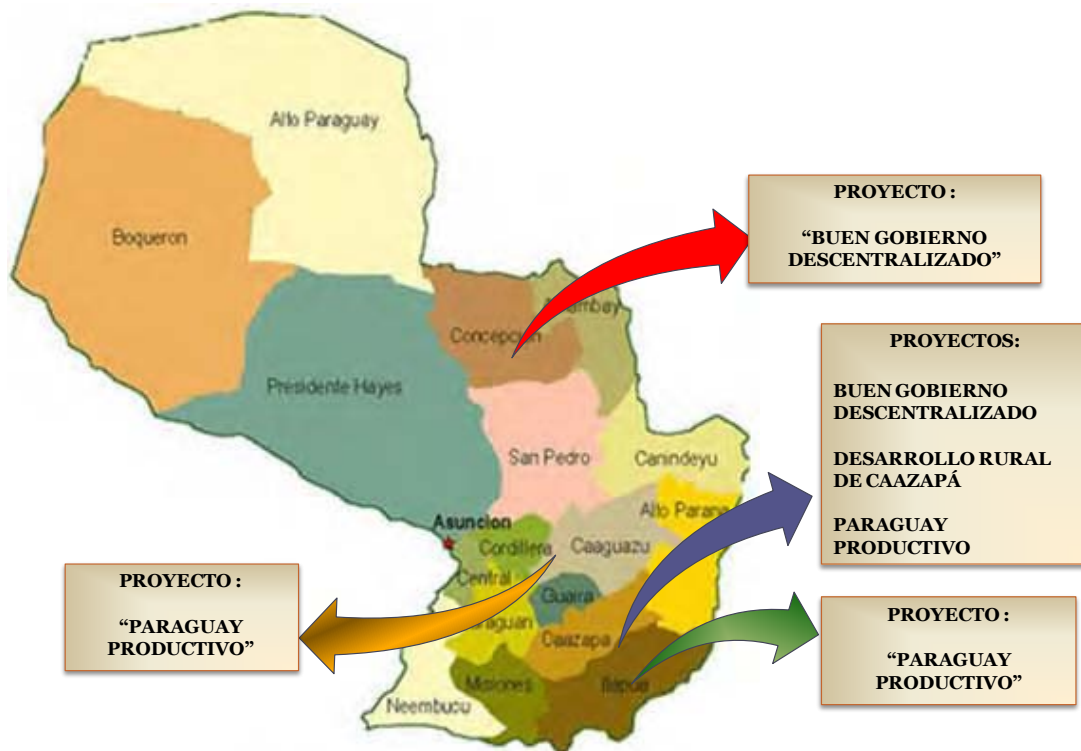 Alto Paraguay
Boqueron
PROYECTO :
“BUEN GOBIERNO
DESCENTRALIZADO”
Concepcion
Presidente Hayes
San Pedro
Canindeyu
PROYECTOS:
BUEN GOBIERNO
DESCENTRALIZADO
DESARROLLO RURAL
DE CAAZAPÁ
PARAGUAY
PRODUCTIVO
Alto Parana
Asuncion
Cordillera
Caaguazu
Central
Guaira
Caazapa
Misiones
Itapua
Neembucu
PROYECTO :
“PARAGUAY
PRODUCTIVO”
PROYECTO :
“PARAGUAY
PRODUCTIVO”